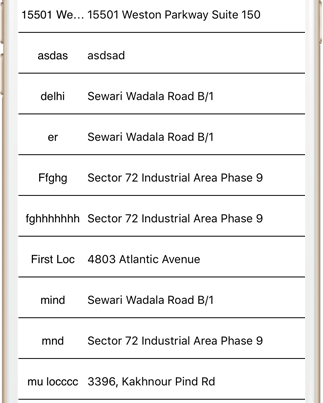 15501 We... 15501 Weston Parkway Suite 150
asdas asdsad
delhi Sewari Wadala Road B/1
er Sewari Wadala Road B/1
Ffghg Sector 72 Industrial Area Phase 9
fghhhhhhh Sector 72 Industrial Area Phase 9
First Loc 4803 Atlantic Avenue
mind Sewari Wadala Road B/1
mnd Sector 72 Industrial Area Phase 9
mu locccc 3396, Kakhnour Pind Rd